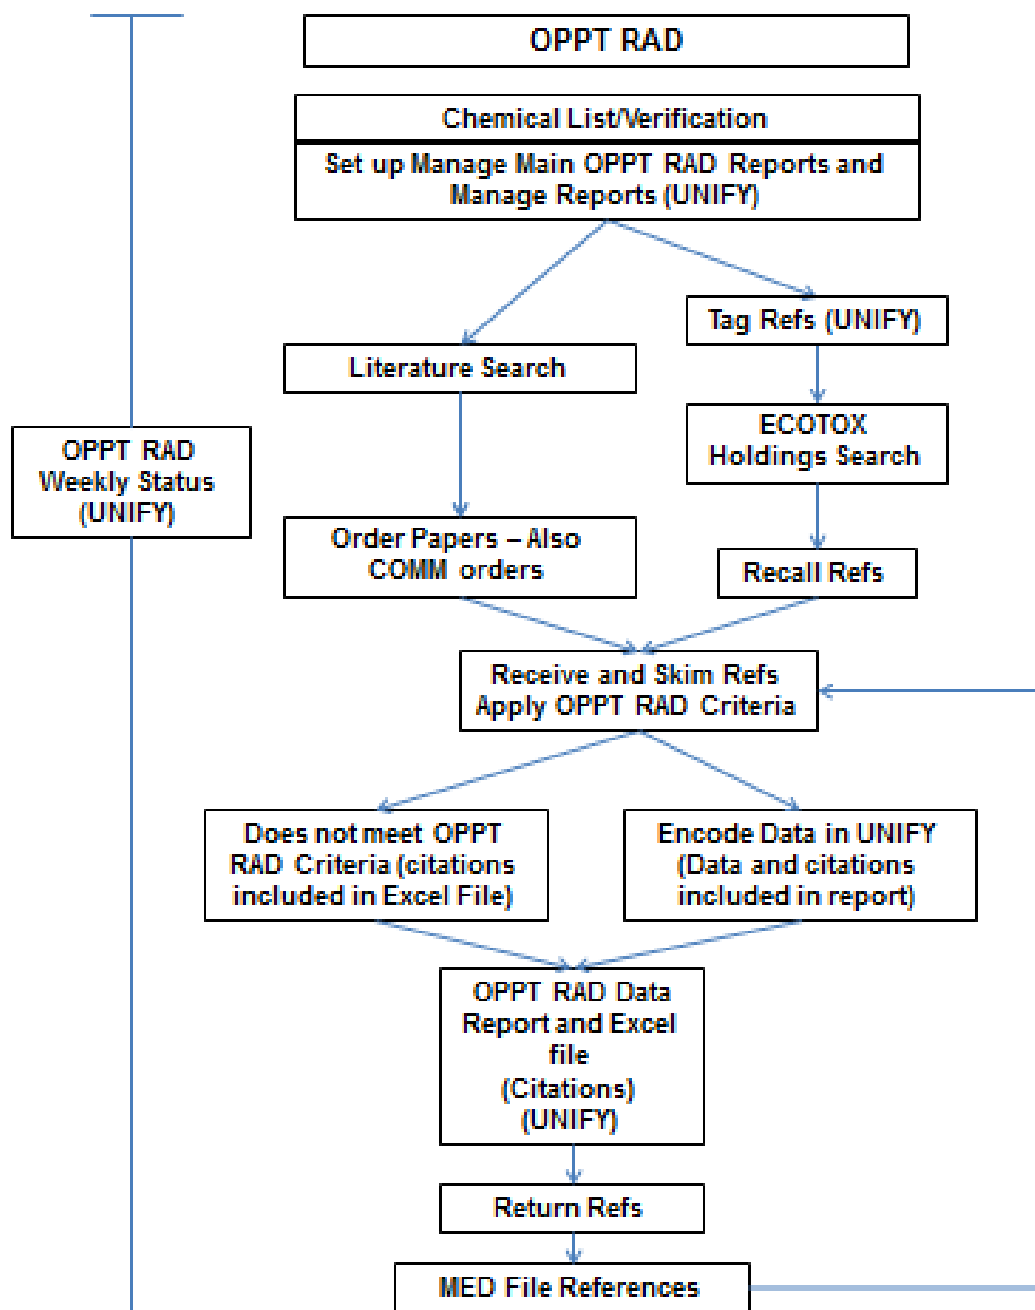 OPPT RAD
Chemical List/Verification
Set up Manage Main OPPT RAD Reports and
Manage Reports (UNIFY)
Tag Refs (UNIFY)
Literature Search
ECOTOX
Holdings Search
OPPT RAD
Weekly Status
(UNIFY)
Order Papers – Also
COMM orders
Recall Refs
Receive and Skim Refs
Apply OPPT RAD Criteria
Does not meet OPPT
RAD Criteria (citations
included in Excel File)
Encode Data in UNIFY
(Data and citations
included in report)
OPPT RAD Data
Report and Excel
file
(Citations)
(UNIFY)
Return Refs
MED File References